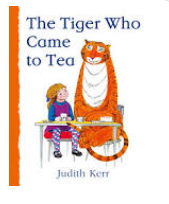 The Tiger Who
Came
to Tea
Judith Kerr